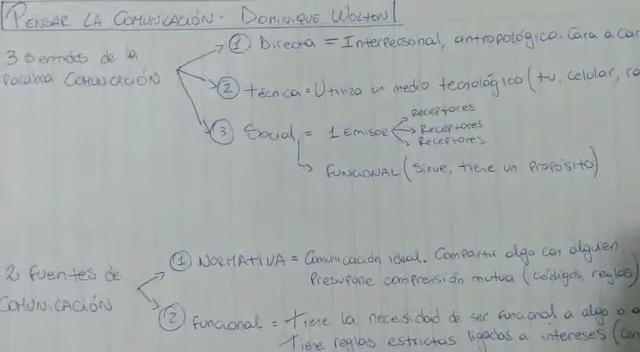 PENSAR LA COMUNICACIÓN - DOMINIQUE WOLTON
3 sentidos de la
palabra COMUNICACIÓN
① Directa = Interpersonal, antropológico. Cara a car
② Técnica = Utiliza un medio tecnológico (tv, celular, ra
③ Social = 1 EMISOR
RECEPTORES
RECEPTORES
RECEPTORES
FUNCIONAL (Sirve, tiene un propósito)
2 fuentes de
COMUNICACIÓN
① NORMATIVA = Comunicación ideal. Compartir algo con alguien.
Presupone comprensión mutua (códigos, reglas)
② Funcional = Tiene la necesidad de ser funcional a algo o a
Tiene reglas estrictas ligadas a intereses (com